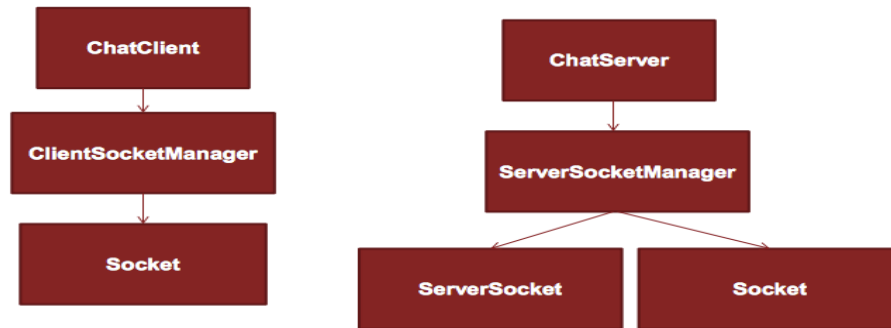 ChatClient
ClientSocketManager
Socket
ChatServer
ServerSocketManager
ServerSocket
Socket